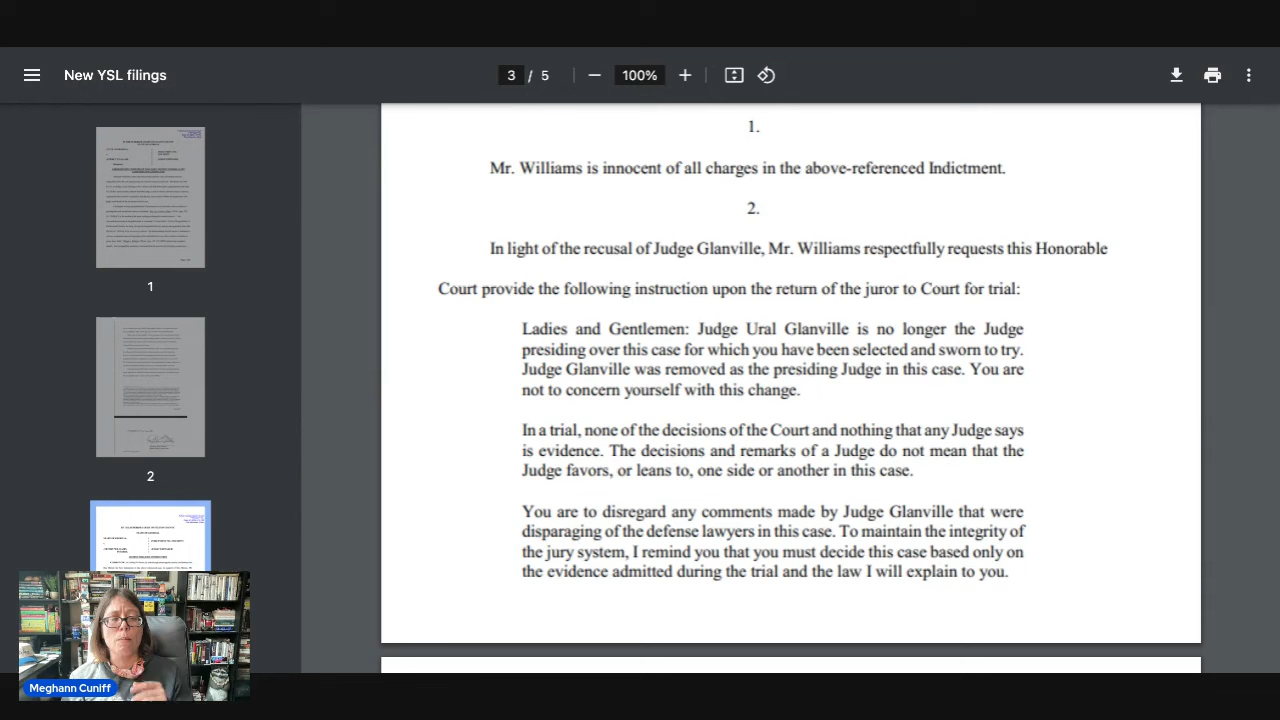 New YSL filings
3 / 5
100%
1
2
1.
Mr. Williams is innocent of all charges in the above-referenced Indictment.
2.
In light of the recusal of Judge Glanville, Mr. Williams respectfully requests this Honorable
Court provide the following instruction upon the return of the juror to Court for trial:
Ladies and Gentlemen: Judge Ural Glanville is no longer the Judge
presiding over this case for which you have been selected and sworn to try.
Judge Glanville was removed as the presiding Judge in this case. You are
not to concern yourself with this change.
In a trial, none of the decisions of the Court and nothing that any Judge says
is evidence. The decisions and remarks of a Judge do not mean that the
Judge favors, or leans to, one side or another in this case.
You are to disregard any comments made by Judge Glanville that were
disparaging of the defense lawyers in this case. To maintain the integrity of
the jury system, I remind you that you must decide this case based only on
the evidence admitted during the trial and the law I will explain to you.
Meghann Cuniff